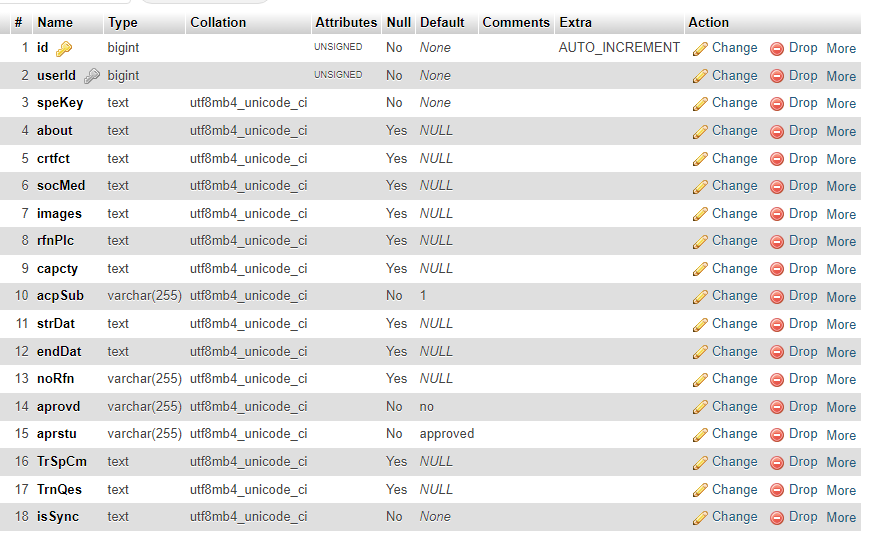 # Name Type Collation Attributes Null Default Comments Extra Action
1 id bigint UNSIGNED No None AUTO_INCREMENT Change Drop More
2 userId bigint UNSIGNED No None Change Drop More
3 speKey text utf8mb4_unicode_ci No None Change Drop More
4 about text utf8mb4_unicode_ci Yes NULL Change Drop More
5 crtfct text utf8mb4_unicode_ci Yes NULL Change Drop More
6 socMed text utf8mb4_unicode_ci Yes NULL Change Drop More
7 images text utf8mb4_unicode_ci Yes NULL Change Drop More
8 rfnPlc text utf8mb4_unicode_ci Yes NULL Change Drop More
9 capcty text utf8mb4_unicode_ci Yes NULL Change Drop More
10 acpSub varchar(255) utf8mb4_unicode_ci No 1 Change Drop More
11 strDat text utf8mb4_unicode_ci Yes NULL Change Drop More
12 endDat text utf8mb4_unicode_ci Yes NULL Change Drop More
13 noRfn varchar(255) utf8mb4_unicode_ci Yes NULL Change Drop More
14 aprovd varchar(255) utf8mb4_unicode_ci No no Change Drop More
15 aprstu varchar(255) utf8mb4_unicode_ci No approved Change Drop More
16 TrSpCm text utf8mb4_unicode_ci Yes NULL Change Drop More
17 TrnQes text utf8mb4_unicode_ci Yes NULL Change Drop More
18 isSync text utf8mb4_unicode_ci No None Change Drop More